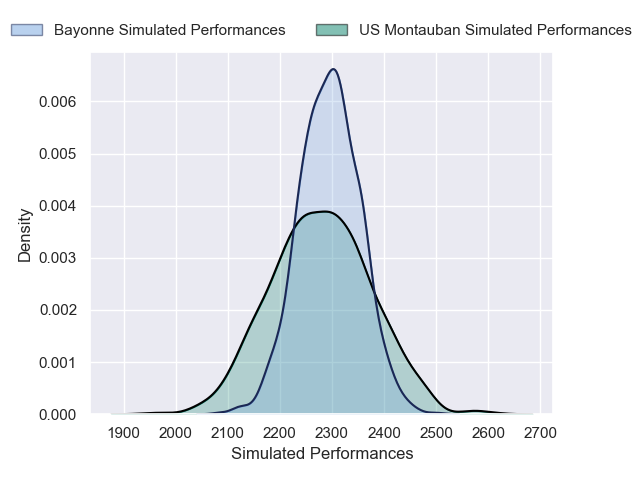 Bayonne Simulated Performances
US Montauban Simulated Performances
0.006
0.005
0.004
0.003
0.002
0.001
0.000
Density
1900 2000 2100 2200 2300 2400 2500 2600 2700
Simulated Performances